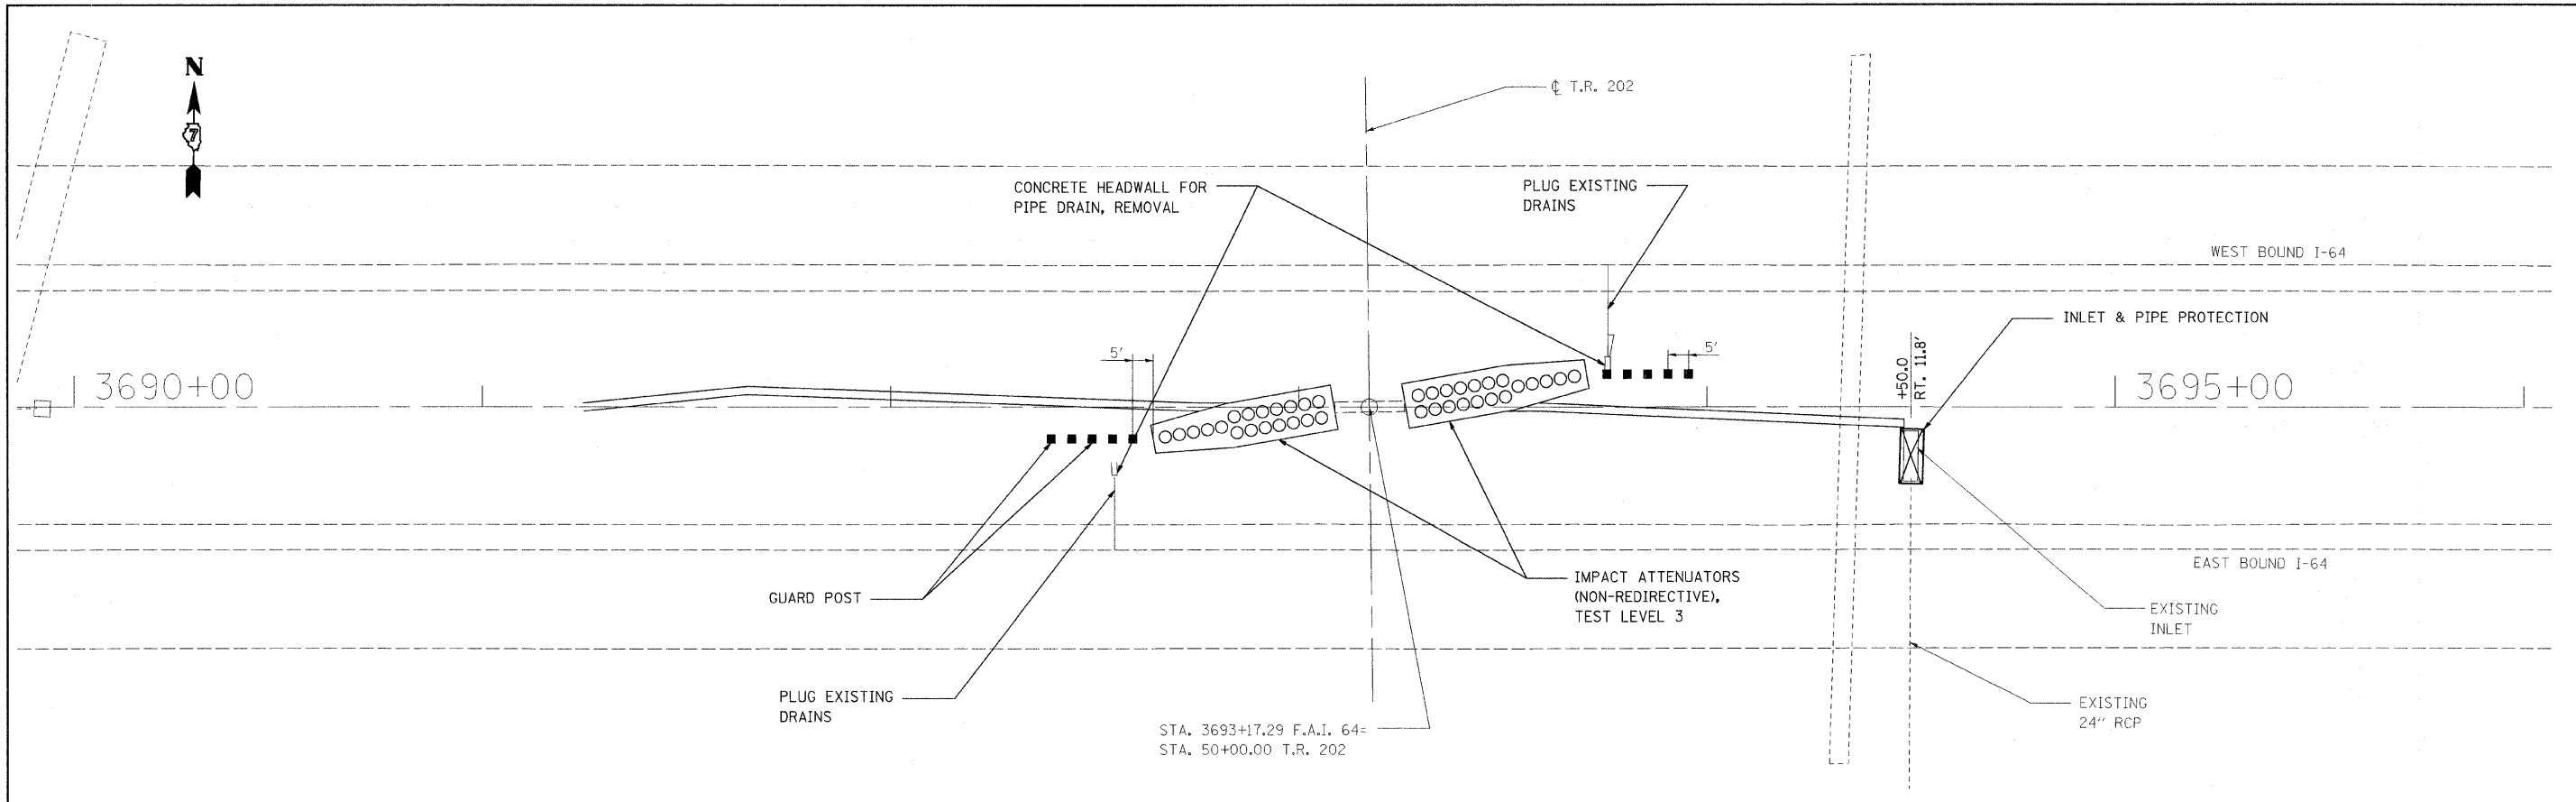 N
7
℄ T.R. 202
CONCRETE HEADWALL FOR
PIPE DRAIN, REMOVAL
PLUG EXISTING
DRAINS
WEST BOUND I-64
INLET & PIPE PROTECTION
5'
5'
+50.0
RT. 11.8'
3690+00
3695+00
EAST BOUND I-64
GUARD POST
IMPACT ATTENUATORS
(NON-REDIRECTIVE),
TEST LEVEL 3
EXISTING
INLET
PLUG EXISTING
DRAINS
EXISTING
24" RCP
STA. 3693+17.29 F.A.I. 64=
STA. 50+00.00 T.R. 202